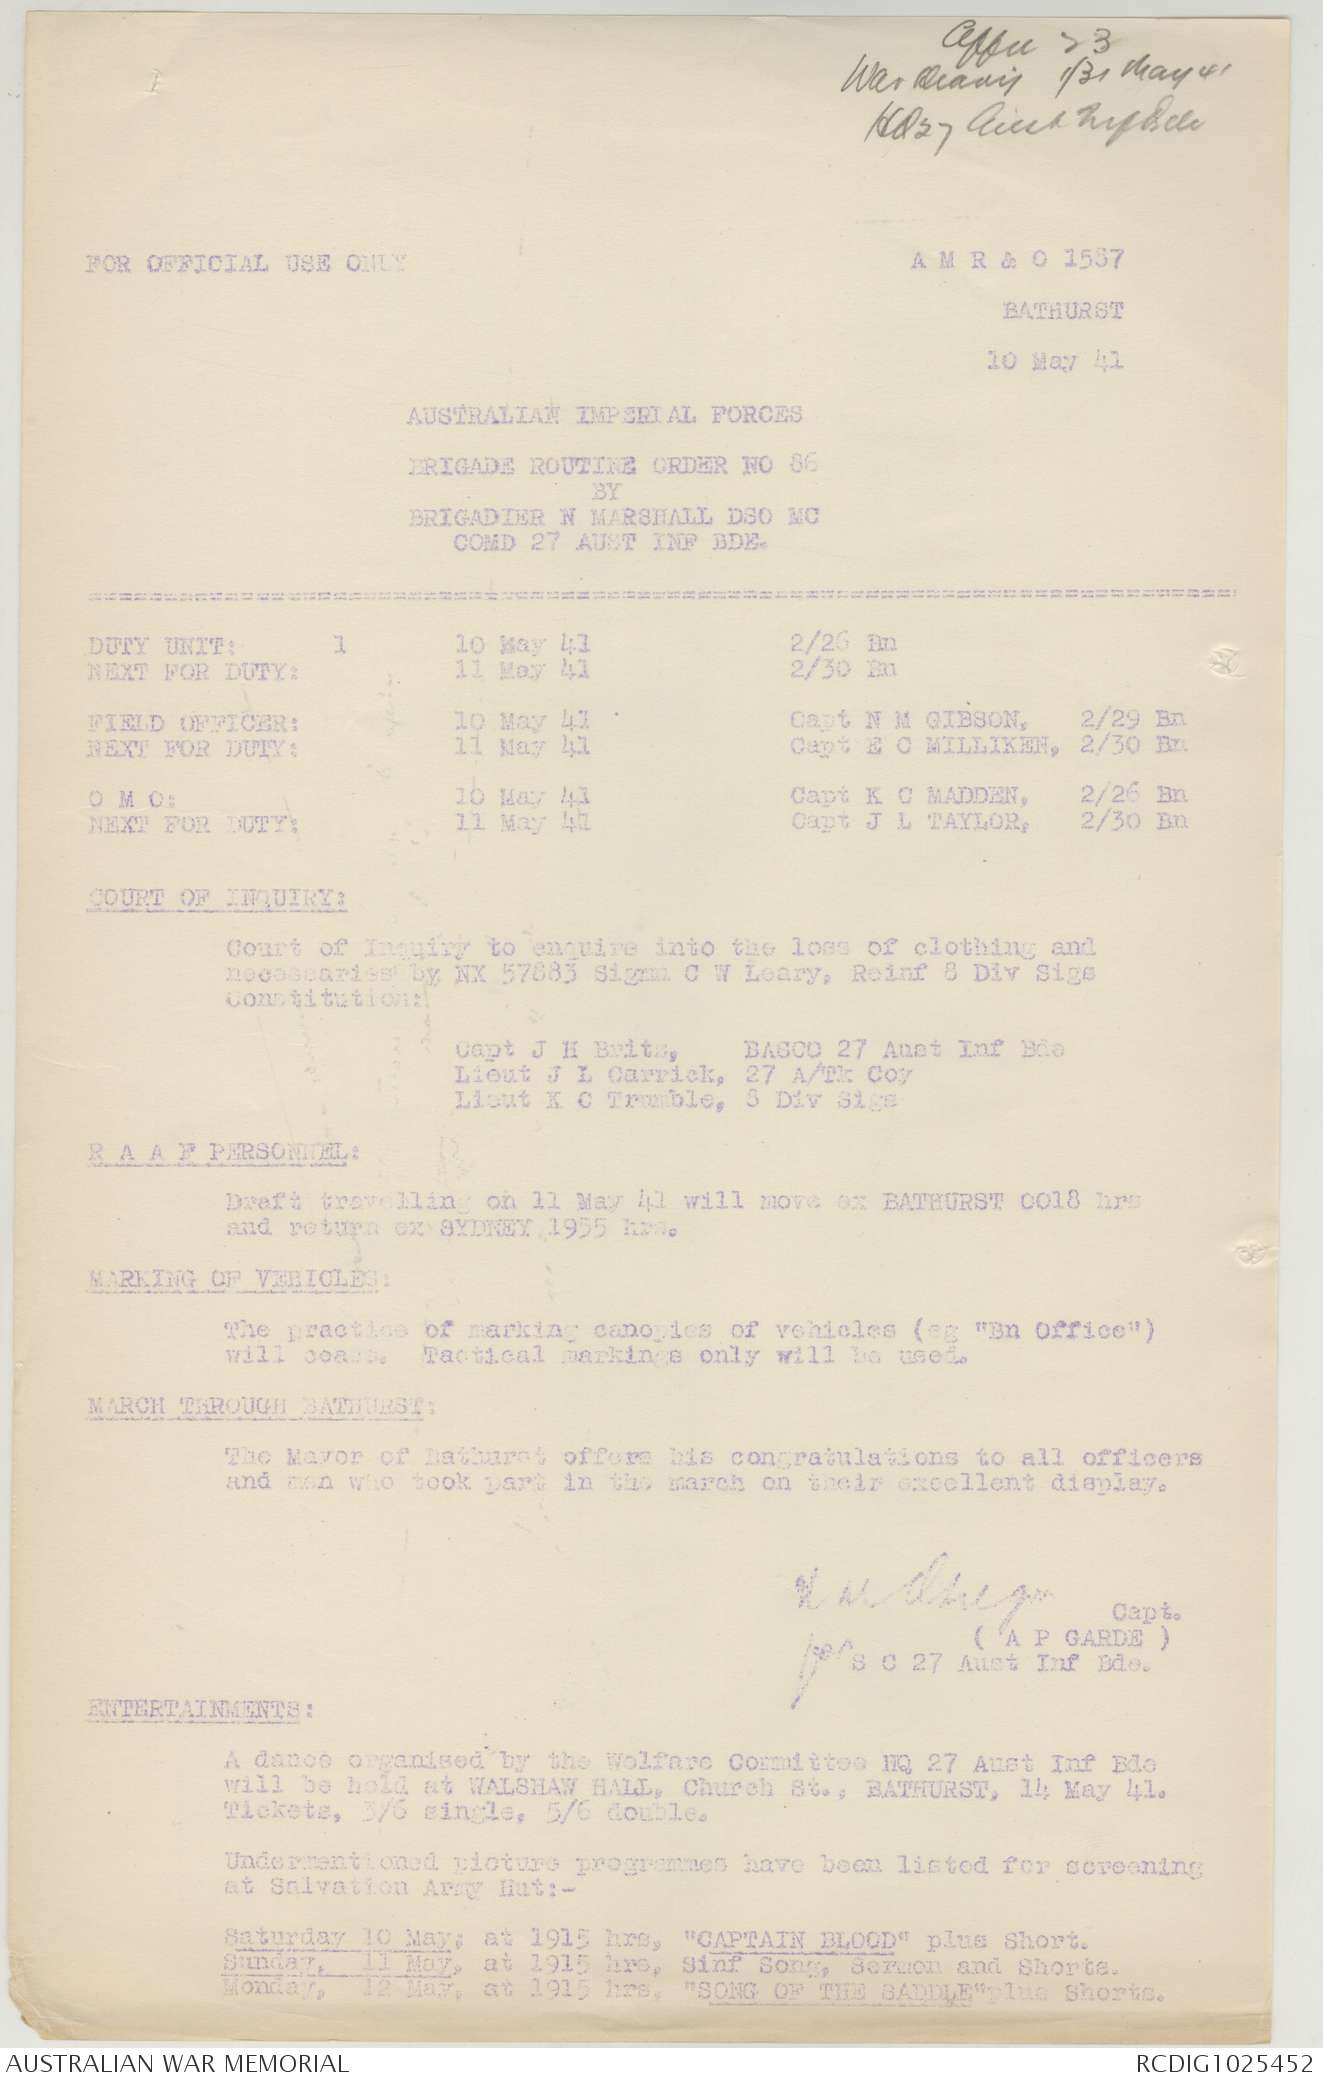 War Diary 1/31 May 41
HQ 27 Aust Inf Bde
FOR OFFICIAL USE ONLY
A M R & O 1587
BATHURST
10 May 41
AUSTRALIAN IMPERIAL FORCES
BRIGADE ROUTINE ORDER NO 86
BY
BRIGADIER N MARSHALL DSO MC
COMD 27 AUST INF BDE.
DUTY UNIT: 1 10 May 41 2/26 Bn
NEXT FOR DUTY: 11 May 41 2/30 Bn
FIELD OFFICER: 10 May 41 Capt N M GIBSON, 2/29 Bn
NEXT FOR DUTY: 11 May 41 Capt E C MILLIKEN, 2/30 Bn
O M O: 10 May 41 Capt K C MADDEN, 2/26 Bn
NEXT FOR DUTY: 11 May 41 Capt J L TAYLOR, 2/30 Bn
COURT OF INQUIRY:
Court of Inquiry to enquire into the loss of clothing and
necessaries by NX 57883 Sigmn C W Leary, Reinf 8 Div Sigs
Constitution:
Capt J H Britz, BASCO 27 Aust Inf Bde
Lieut J L Carrick, 27 A/Tk Coy
Lieut K C Trumble, 8 Div Sigs
R A A F PERSONNEL:
Draft travelling on 11 May 41 will move ex BATHURST 0018 hrs
and return ex SYDNEY 1955 hrs.
MARKING OF VEHICLES:
The practice of marking canopies of vehicles (eg "Bn Office")
will cease. Tactical markings only will be used.
MARCH THROUGH BATHURST:
The Mayor of Bathurst offers his congratulations to all officers
and men who took part in the march on their excellent display.
Capt.
( A P GARDE )
for S C 27 Aust Inf Bde.
ENTERTAINMENTS:
A dance organised by the Welfare Committee HQ 27 Aust Inf Bde
will be held at WALSHAW HALL, Church St., BATHURST, 14 May 41.
Tickets, 3/6 single, 5/6 double.
Undermentioned picture programmes have been listed for screening
at Salvation Army Hut:-
Saturday 10 May; at 1915 hrs, "CAPTAIN BLOOD" plus Short.
Sunday, 11 May, at 1915 hrs, Sinf Song, Sermon and Shorts.
Monday, 12 May, at 1915 hrs, "SONG OF THE SADDLE"plus Shorts.
AUSTRALIAN WAR MEMORIAL
RCDIG1025452